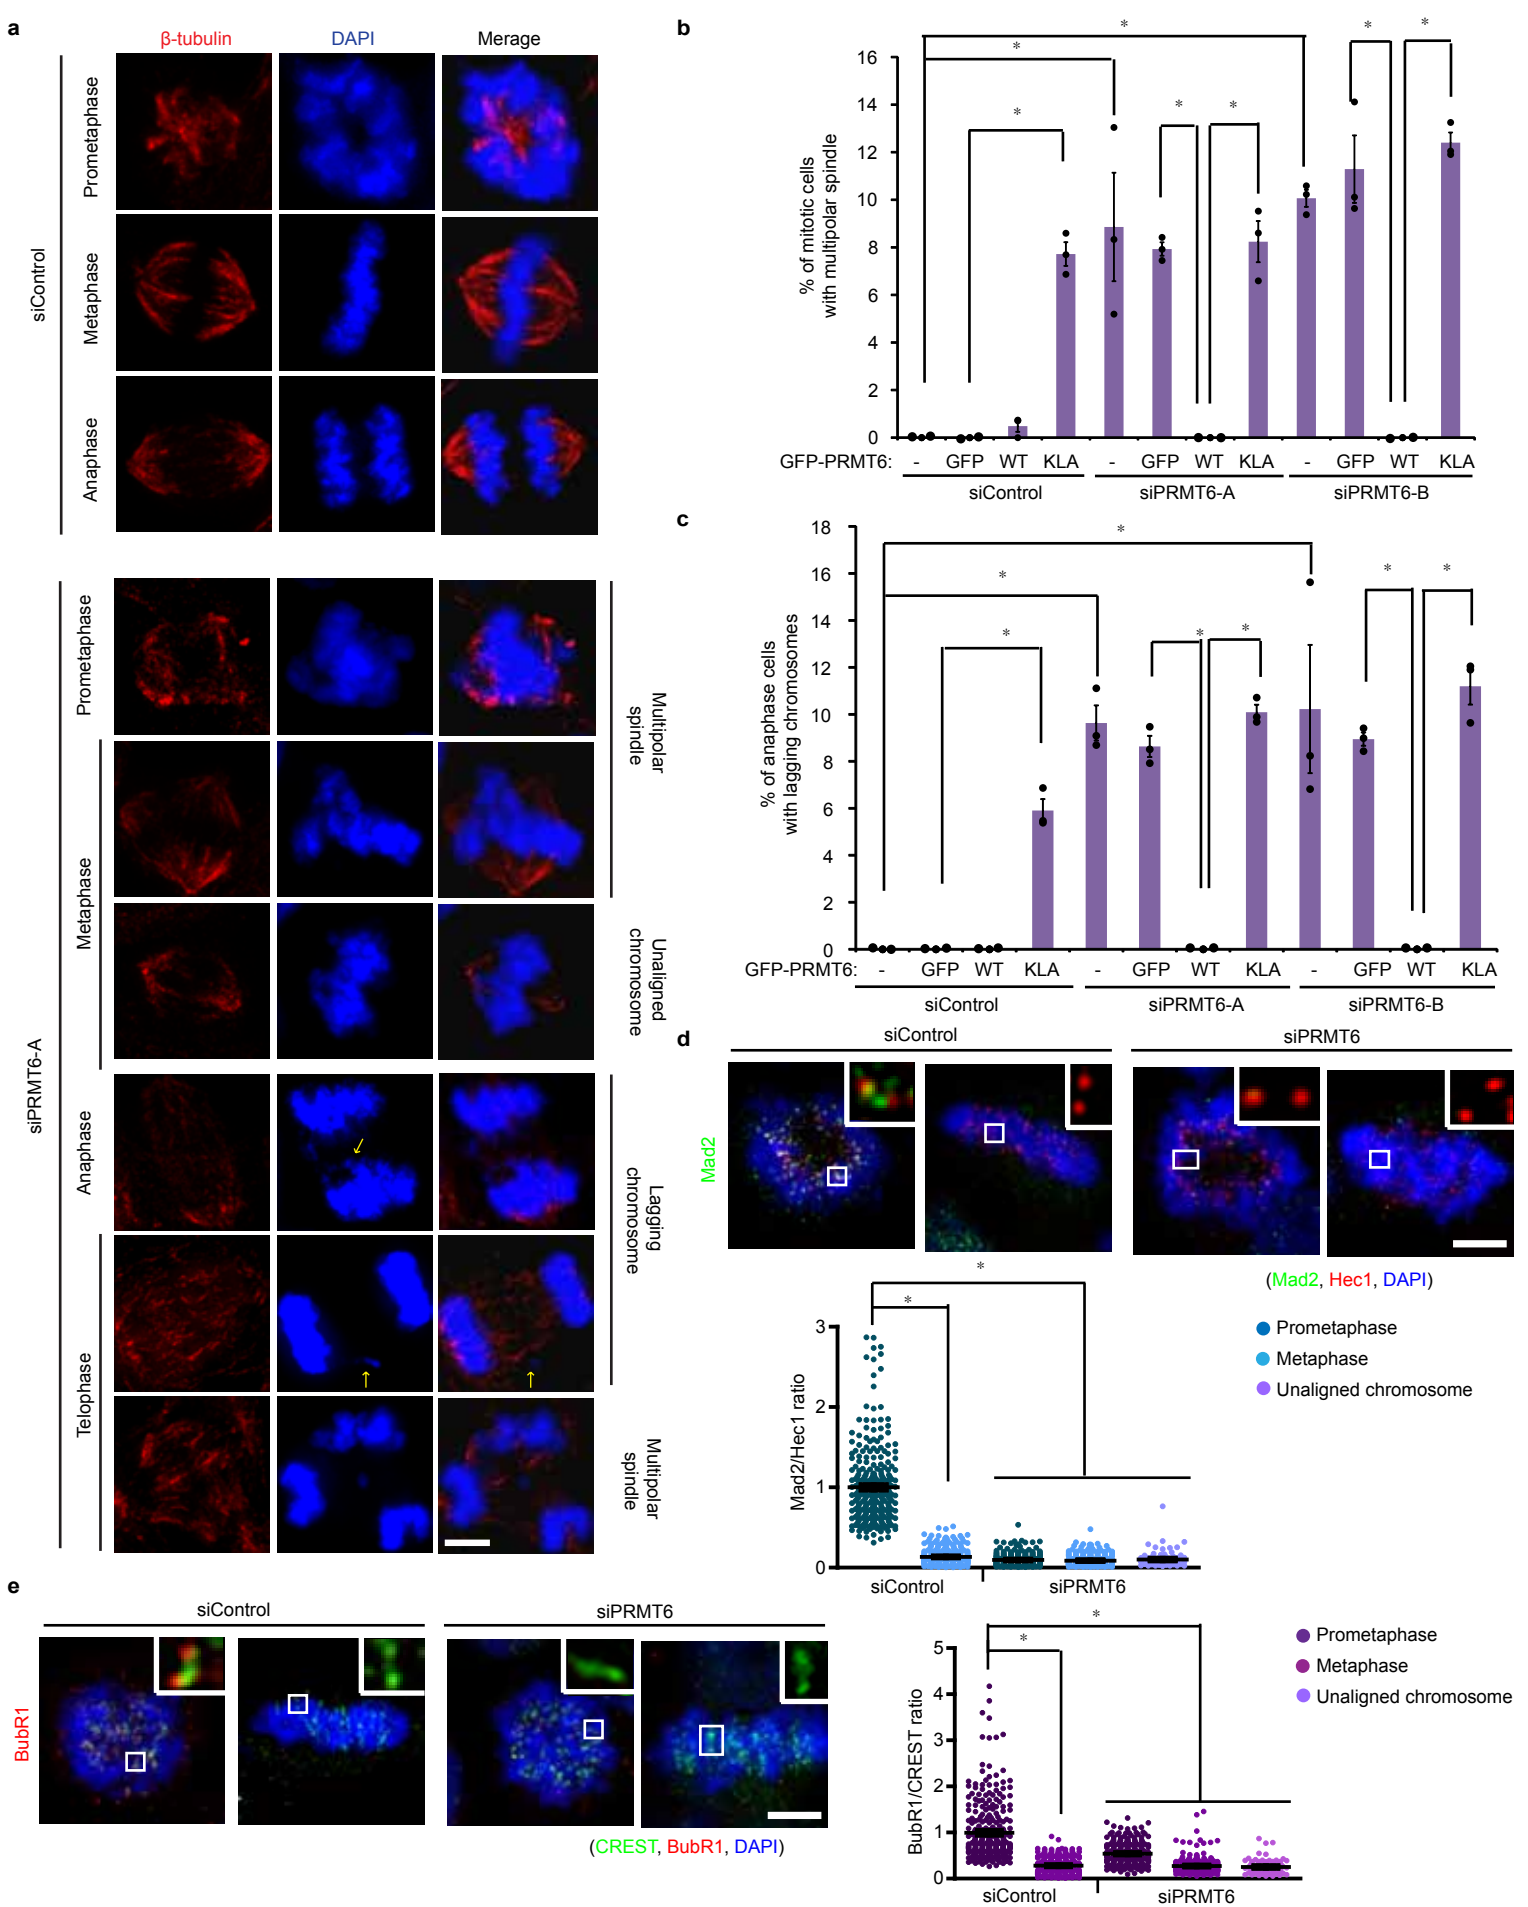 a
β-tubulin DAPI Merage
siControl
Prometaphase
Metaphase
Anaphase
siPRMT6-A
Prometaphase
Metaphase
Anaphase
Telophase
Multipolar
spindle
Unaligned
chromosome
Lagging
chromosome
Multipolar
spindle
b
% of mitotic cells
with multipolar spindle
16
14
12
10
8
6
4
2
0
* * * * * * *
GFP-PRMT6: - GFP WT KLA - GFP WT KLA - GFP WT KLA
siControl siPRMT6-A siPRMT6-B
c
% of anaphase cells
with lagging chromosomes
18
16
14
12
10
8
6
4
2
0
* * * * * * *
GFP-PRMT6: - GFP WT KLA - GFP WT KLA - GFP WT KLA
siControl siPRMT6-A siPRMT6-B
d
siControl siPRMT6
Mad2
(Mad2, Hec1, DAPI)
Mad2/Hec1 ratio
3
2
1
0
* *
siControl siPRMT6
Prometaphase
Metaphase
Unaligned chromosome
e
siControl siPRMT6
BubR1
(CREST, BubR1, DAPI)
BubR1/CREST ratio
5
4
3
2
1
0
* *
siControl siPRMT6
Prometaphase
Metaphase
Unaligned chromosome